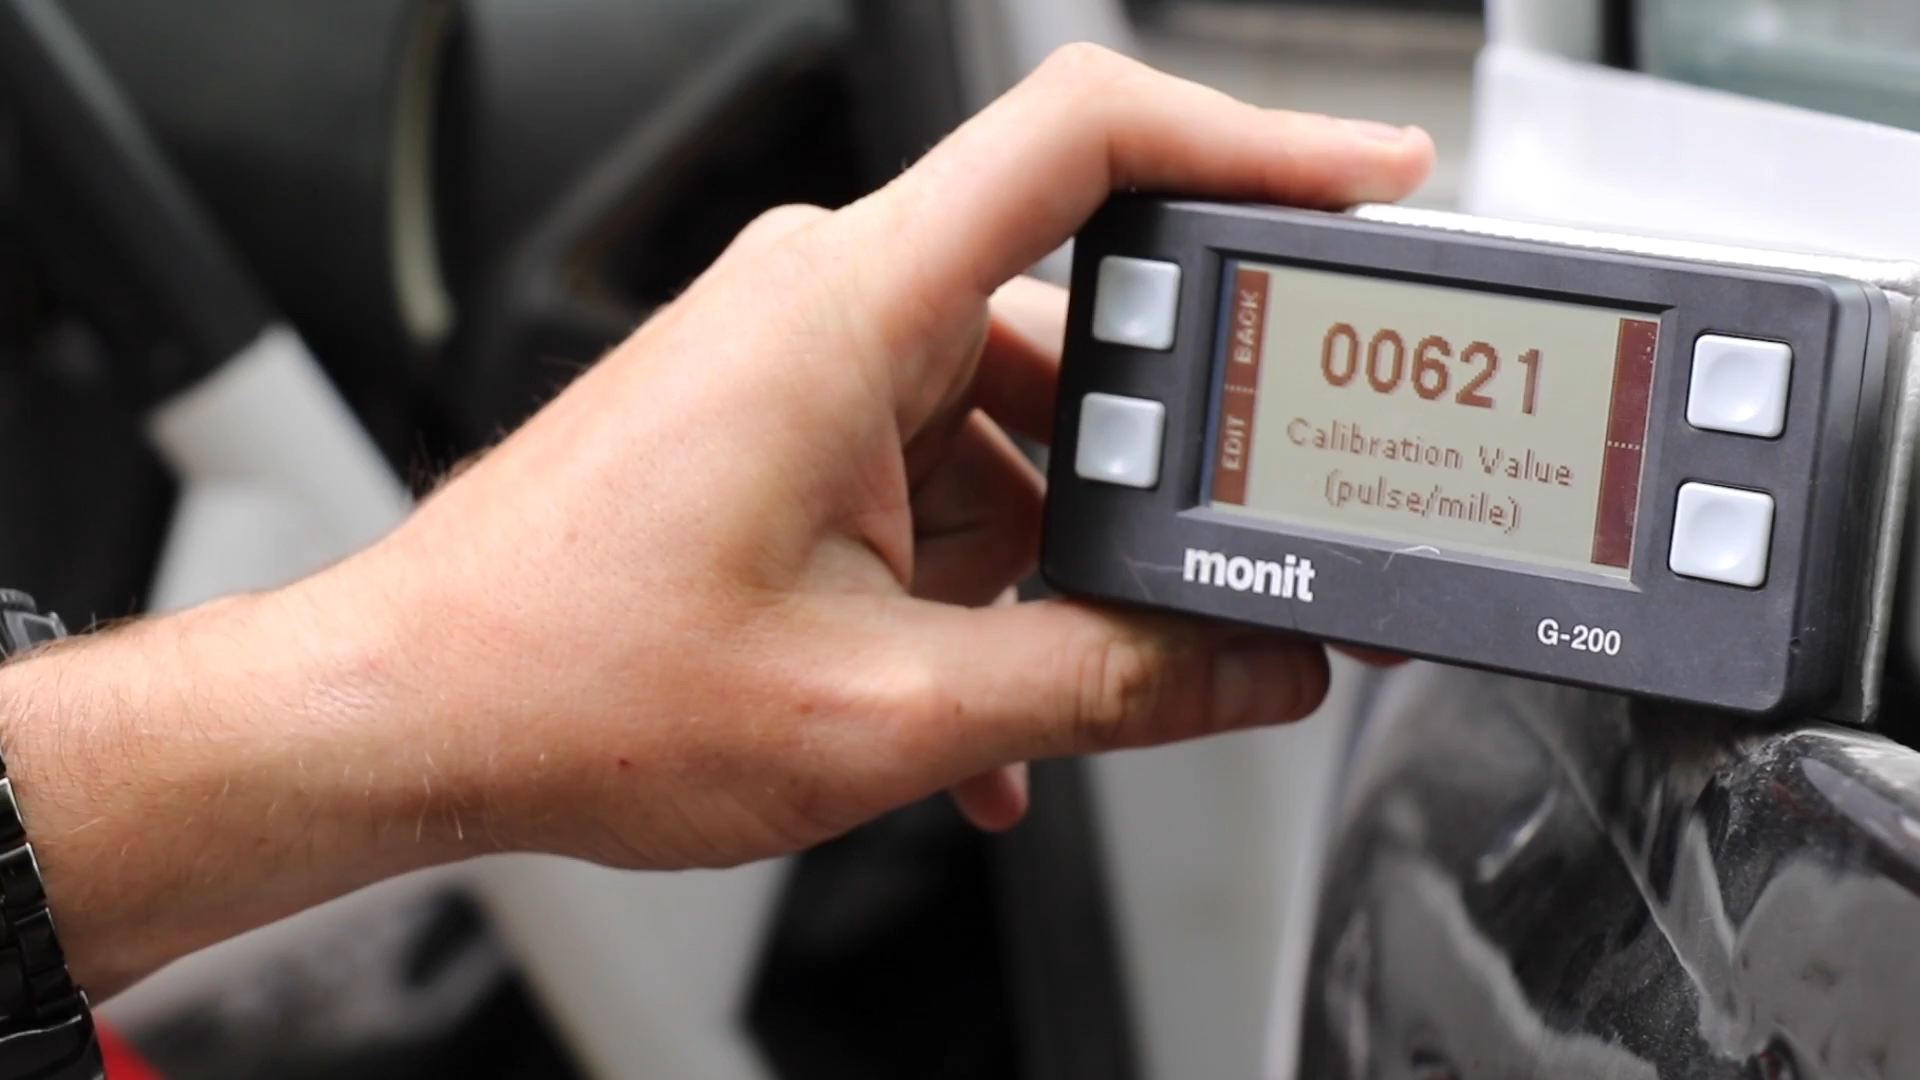 BACK
EDIT
00621
Calibration Value
(pulse/mile)
monit
G-200